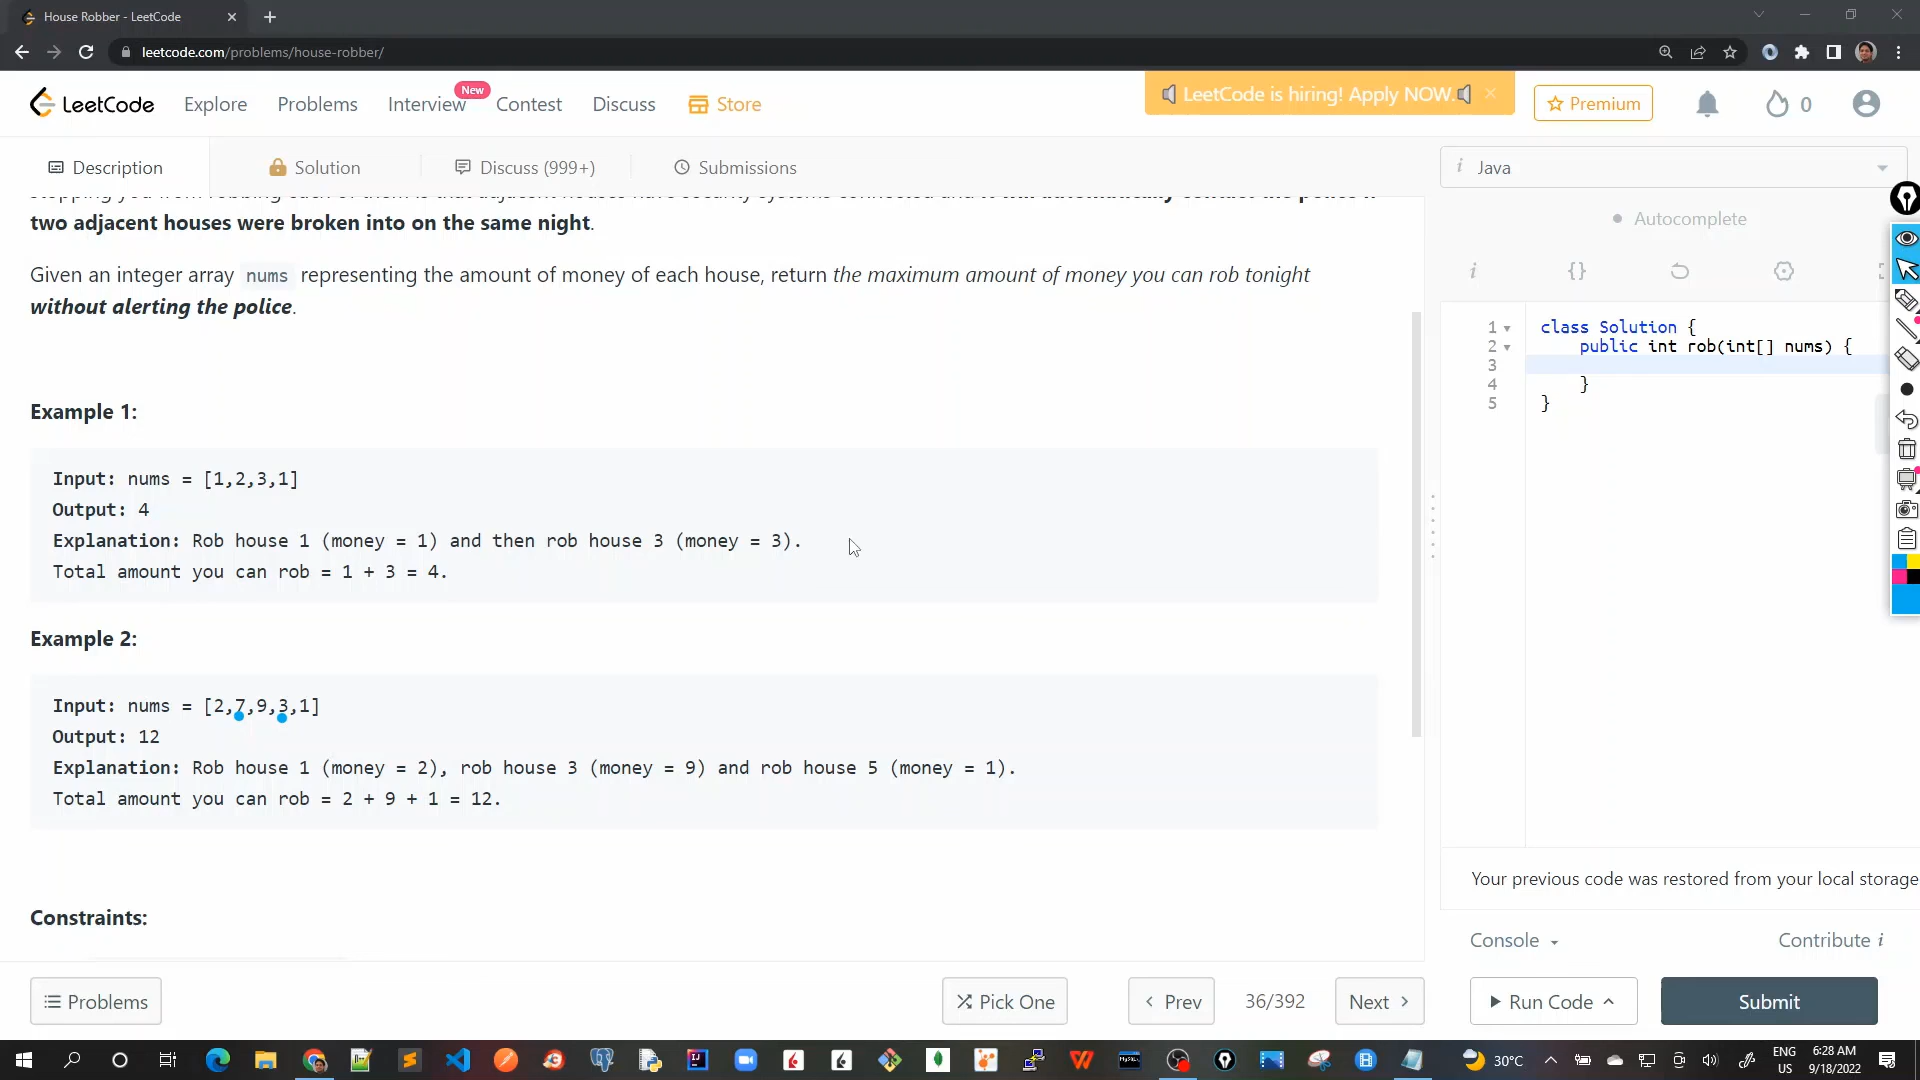 House Robber - LeetCode
leetcode.com/problems/house-robber/
LeetCode
Explore
Problems
Interview
New
Contest
Discuss
Store
LeetCode is hiring! Apply NOW.
Premium
0
Description
Solution
Discuss (999+)
Submissions
Java
two adjacent houses were broken into on the same night.
Given an integer array nums representing the amount of money of each house, return the maximum amount of money you can rob tonight
without alerting the police.
Example 1:
Input: nums = [1,2,3,1]
Output: 4
Explanation: Rob house 1 (money = 1) and then rob house 3 (money = 3).
Total amount you can rob = 1 + 3 = 4.
Example 2:
Input: nums = [2,7,9,3,1]
Output: 12
Explanation: Rob house 1 (money = 2), rob house 3 (money = 9) and rob house 5 (money = 1).
Total amount you can rob = 2 + 9 + 1 = 12.
Constraints:
Autocomplete
1 class Solution {
2 public int rob(int[] nums) {
3
4 }
5 }
Your previous code was restored from your local storage
Console
Contribute i
Problems
Pick One
Prev
36/392
Next
Run Code
Submit
30°C
ENG
US
6:28 AM
9/18/2022